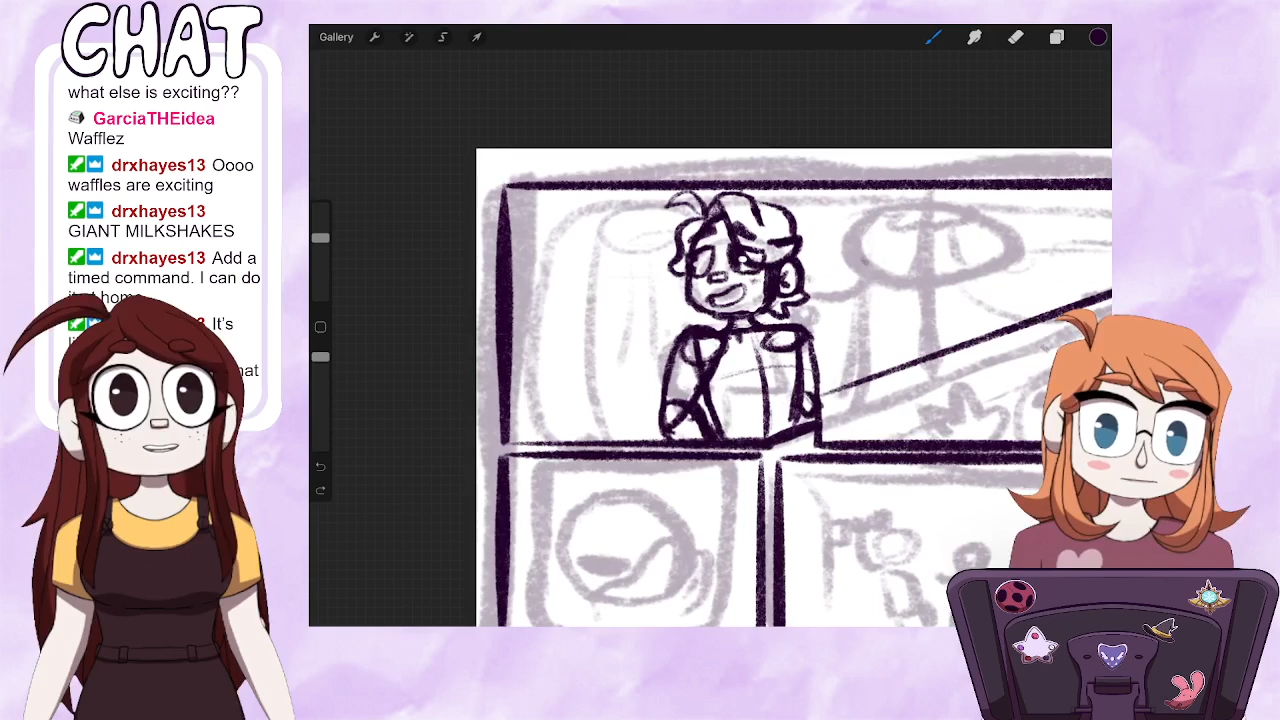 CHAT
what else is exciting??
GarciaTHEidea
Wafflez
drxhayes13 Oooo
waffles are exciting
drxhayes13
GIANT MILKSHAKES
drxhayes13 Add a
timed command. I can do
It's
Gallery